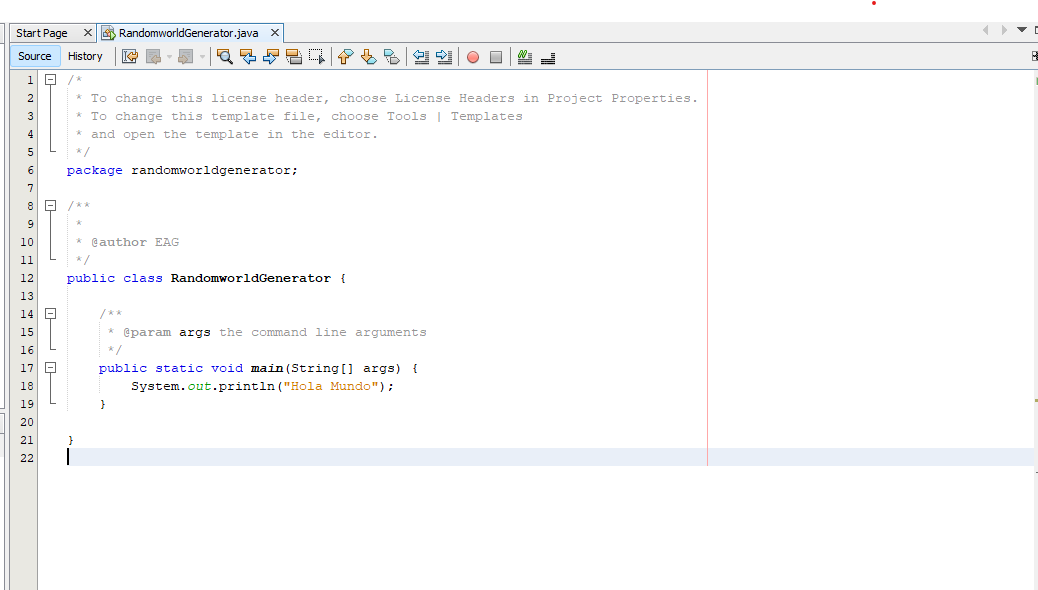 Start Page
RandomworldGenerator.java
Source History
1 /*
2 * To change this license header, choose License Headers in Project Properties.
3 * To change this template file, choose Tools | Templates
4 * and open the template in the editor.
5 */
6 package randomworldgenerator;
7
8 /**
9 *
10 * @author EAG
11 */
12 public class RandomworldGenerator {
13
14 /**
15 * @param args the command line arguments
16 */
17 public static void main(String[] args) {
18 System.out.println("Hola Mundo");
19 }
20
21 }
22